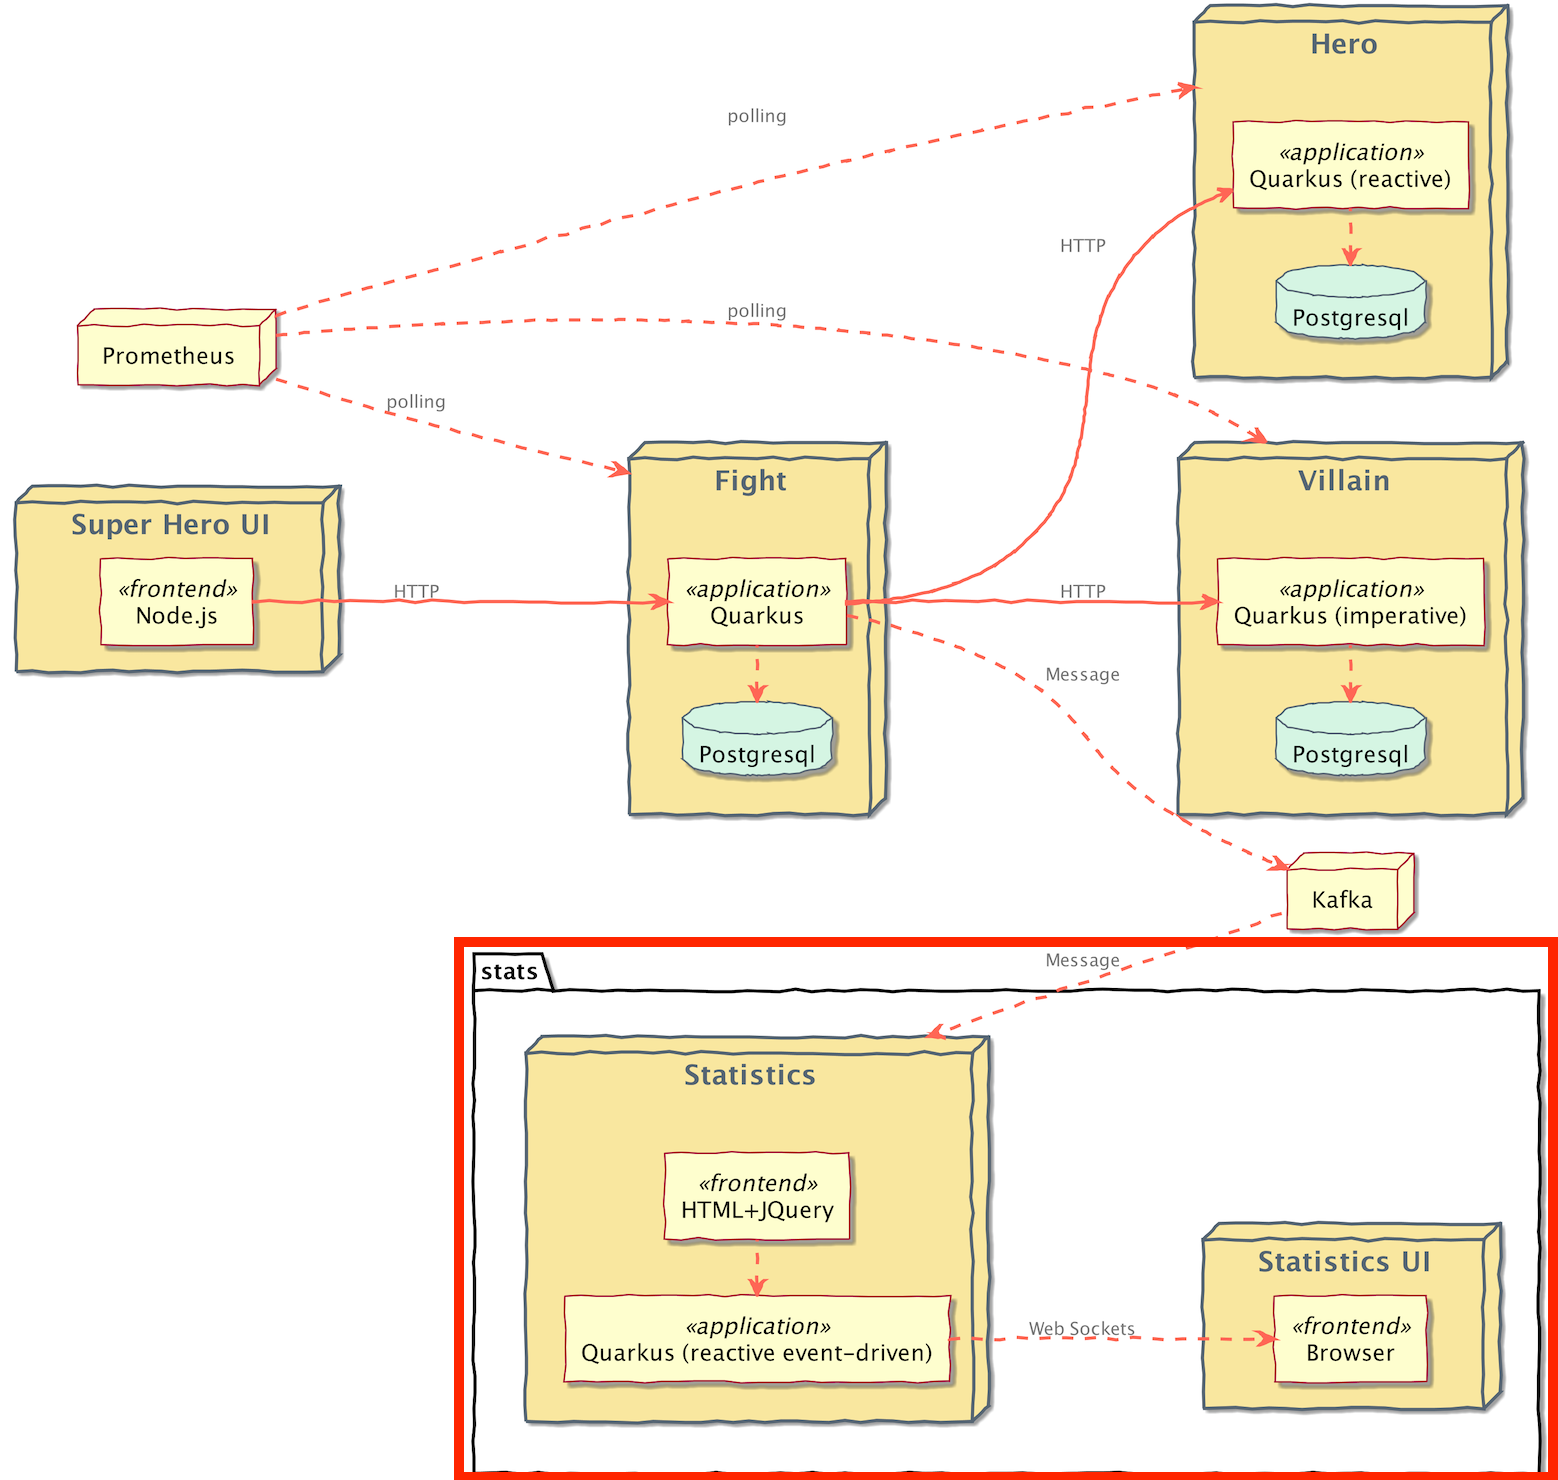 Hero
polling
«application»
Quarkus (reactive)
HTTP
Postgresql
polling
Prometheus
polling
Fight
Villain
Super Hero UI
«frontend»
Node.js
HTTP
«application»
Quarkus
HTTP
«application»
Quarkus (imperative)
Message
Postgresql
Postgresql
Kafka
Message
stats
Statistics
«frontend»
HTML+JQuery
Statistics UI
«application»
Quarkus (reactive event-driven)
Web Sockets
«frontend»
Browser